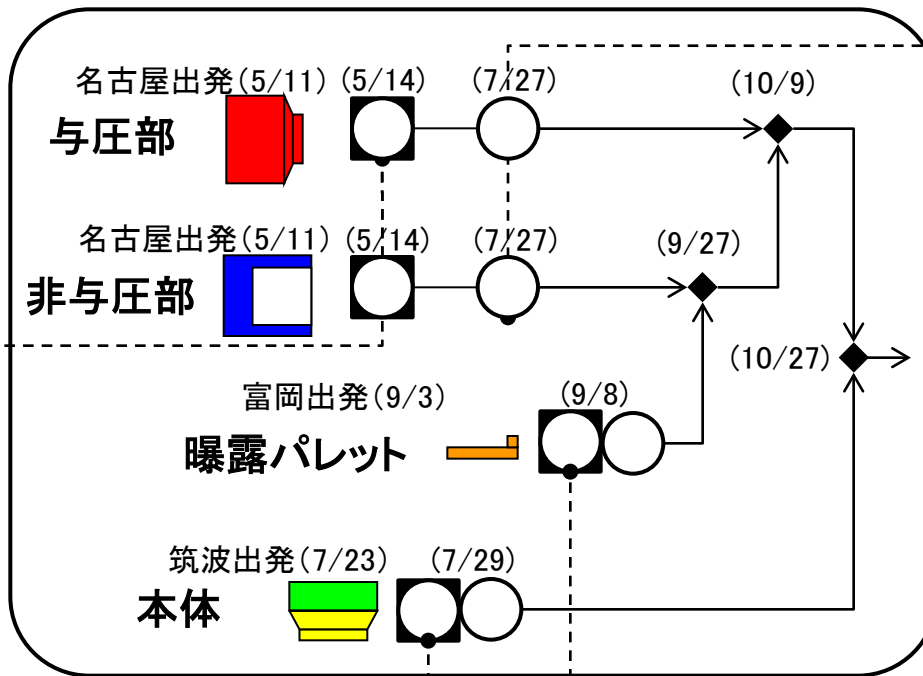 名古屋出発(5/11) (5/14) (7/27) (10/9)
与圧部
名古屋出発(5/11) (5/14) (7/27) (9/27)
非与圧部
(10/27)
富岡出発(9/3) (9/8)
曝露パレット
筑波出発(7/23) (7/29)
本体